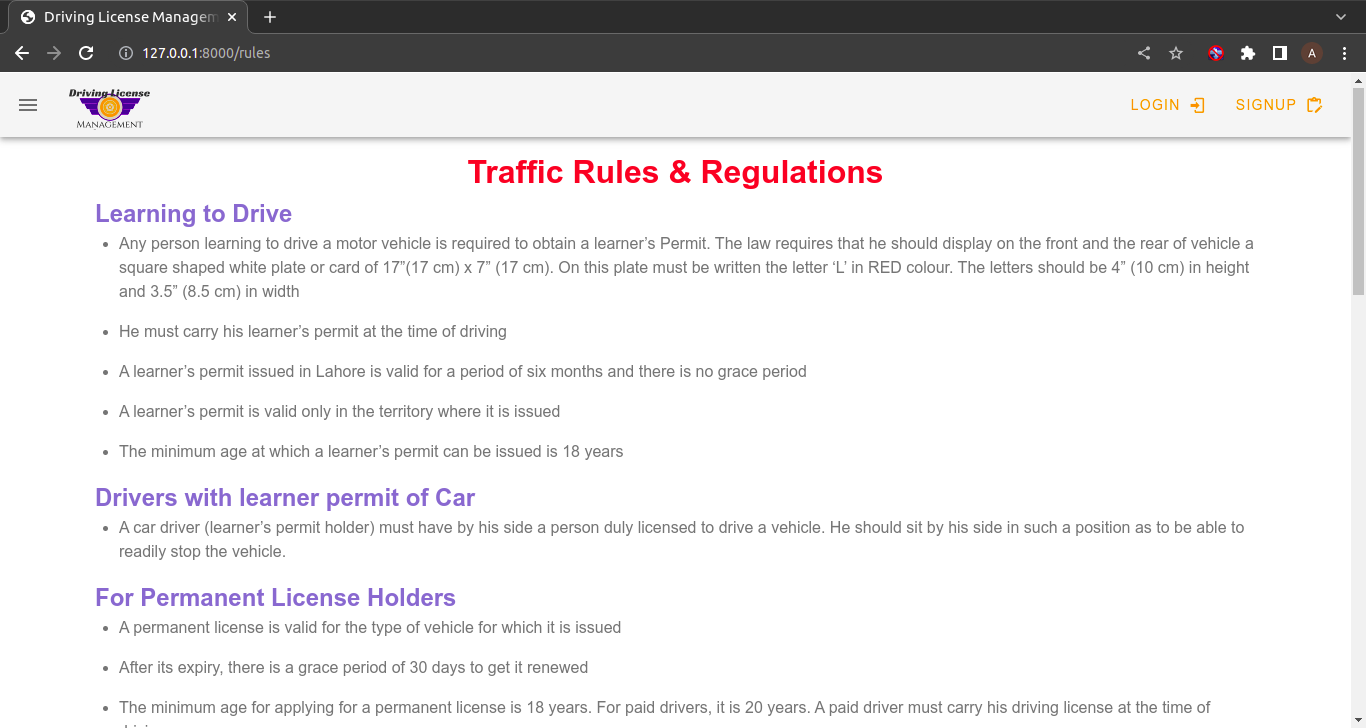 Driving License Managem
127.0.0.1:8000/rules
A
Driving License
MANAGEMENT
LOGIN
SIGNUP
Traffic Rules & Regulations
Learning to Drive
• Any person learning to drive a motor vehicle is required to obtain a learner’s Permit. The law requires that he should display on the front and the rear of vehicle a
square shaped white plate or card of 17”(17 cm) x 7” (17 cm). On this plate must be written the letter ‘L’ in RED colour. The letters should be 4” (10 cm) in height
and 3.5” (8.5 cm) in width
• He must carry his learner’s permit at the time of driving
• A learner’s permit issued in Lahore is valid for a period of six months and there is no grace period
• A learner’s permit is valid only in the territory where it is issued
• The minimum age at which a learner’s permit can be issued is 18 years
Drivers with learner permit of Car
• A car driver (learner’s permit holder) must have by his side a person duly licensed to drive a vehicle. He should sit by his side in such a position as to be able to
readily stop the vehicle.
For Permanent License Holders
• A permanent license is valid for the type of vehicle for which it is issued
• After its expiry, there is a grace period of 30 days to get it renewed
• The minimum age for applying for a permanent license is 18 years. For paid drivers, it is 20 years. A paid driver must carry his driving license at the time of